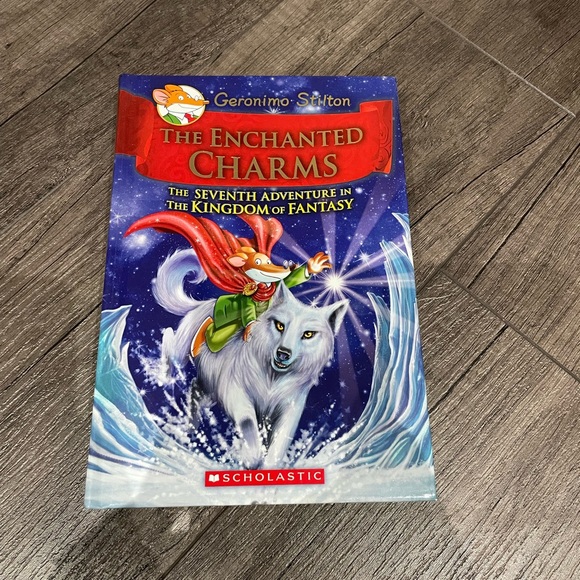 Geronimo Stilton
THE ENCHANTED
CHARMS
THE SEVENTH ADVENTURE IN
THE KINGDOM OF FANTASY
SCHOLASTIC